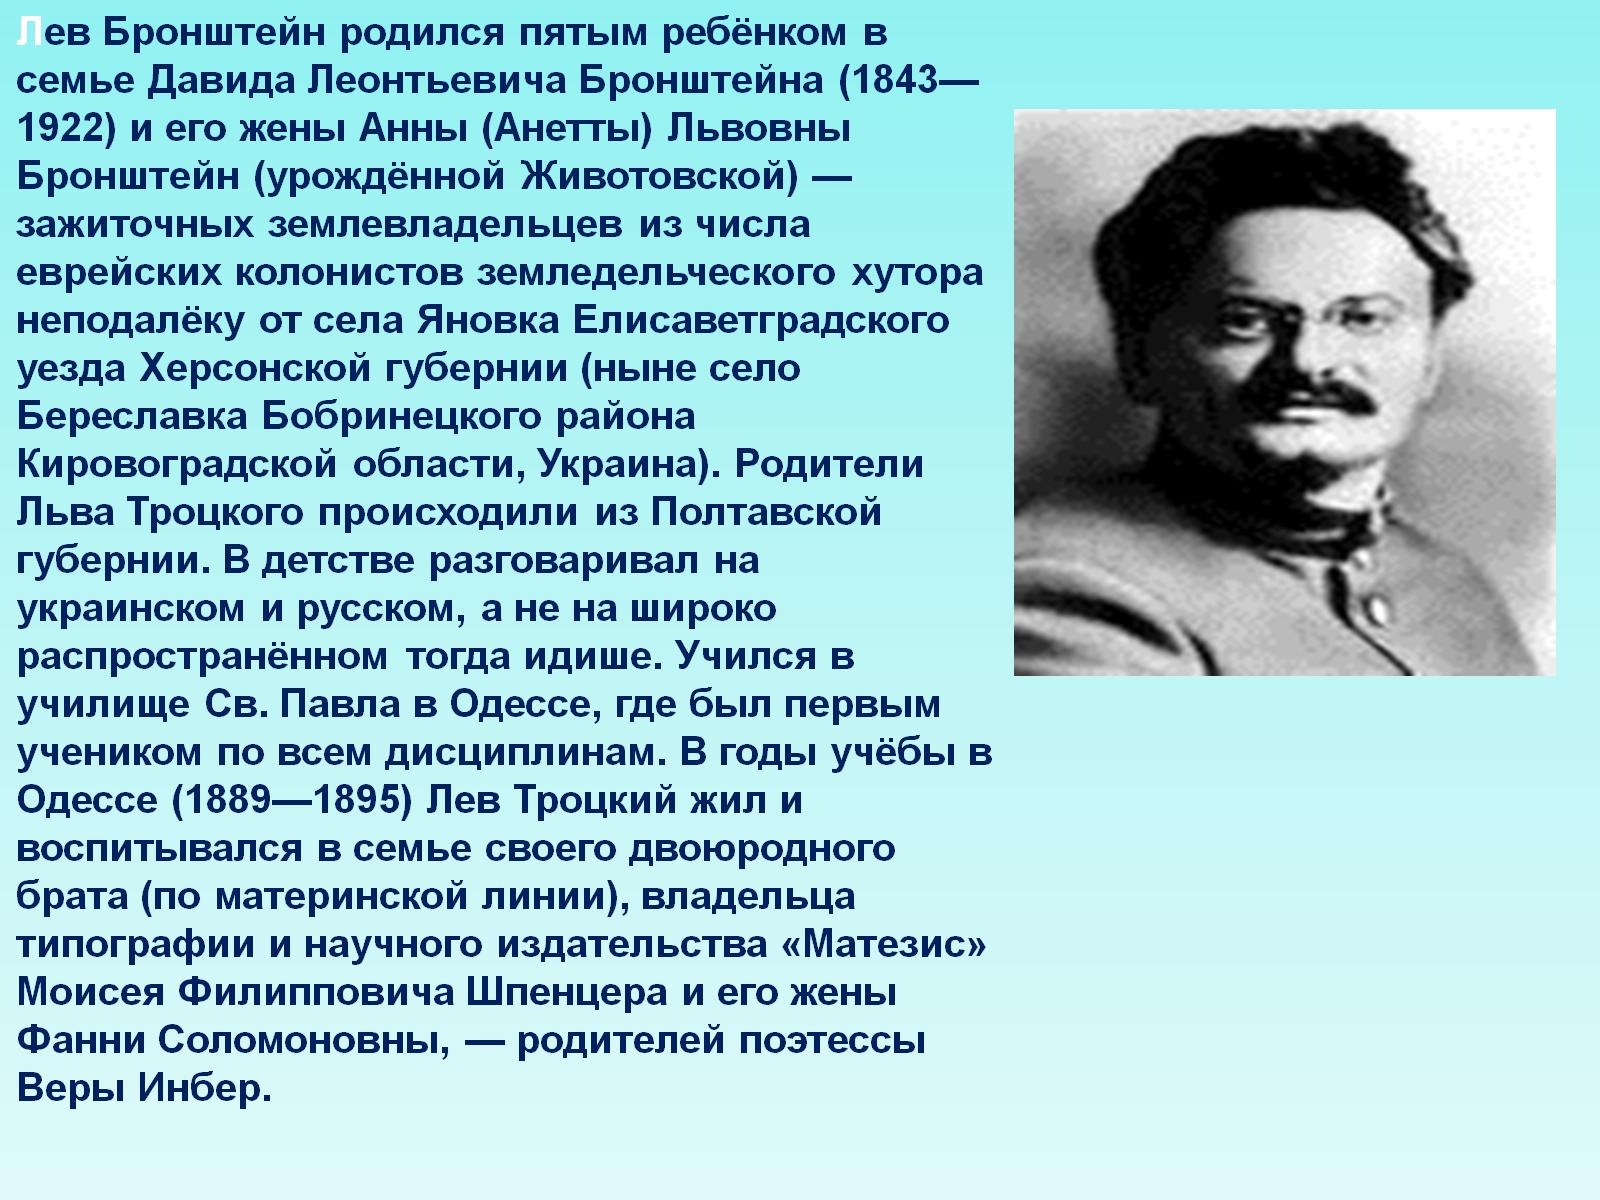 Лев Бронштейн родился пятым ребёнком в
семье Давида Леонтьевича Бронштейна (1843—
1922) и его жены Анны (Анетты) Львовны
Бронштейн (урождённой Животовской) —
зажиточных землевладельцев из числа
еврейских колонистов земледельческого хутора
неподалёку от села Яновка Елисаветградского
уезда Херсонской губернии (ныне село
Береславка Бобринецкого района
Кировоградской области, Украина). Родители
Льва Троцкого происходили из Полтавской
губернии. В детстве разговаривал на
украинском и русском, а не на широко
распространённом тогда идише. Учился в
училище Св. Павла в Одессе, где был первым
учеником по всем дисциплинам. В годы учёбы в
Одессе (1889—1895) Лев Троцкий жил и
воспитывался в семье своего двоюродного
брата (по материнской линии), владельца
типографии и научного издательства «Матезис»
Моисея Филипповича Шпенцера и его жены
Фанни Соломоновны, — родителей поэтессы
Веры Инбер.